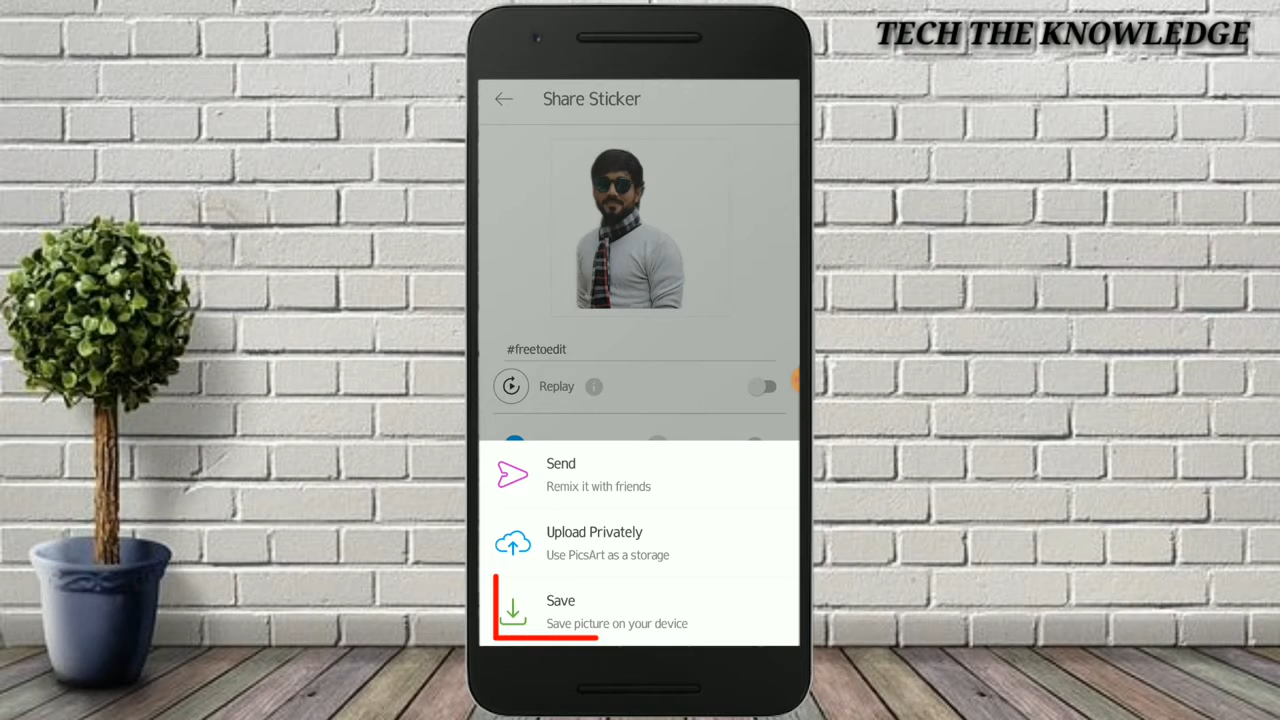 TECH THE KNOWLEDGE
Share Sticker
#freetoedit
Replay
Send
Remix it with friends
Upload Privately
Use PicsArt as a storage
Save
Save picture on your device